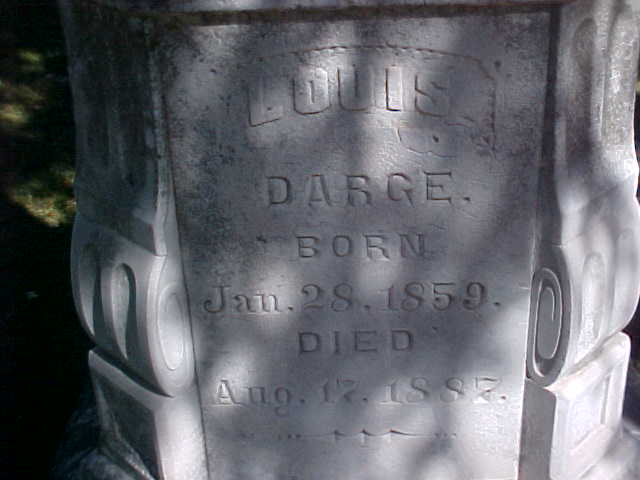 LOUIS
DARGE.
BORN
Jan. 28. 1859.
DIED
Aug. 17. 1887.